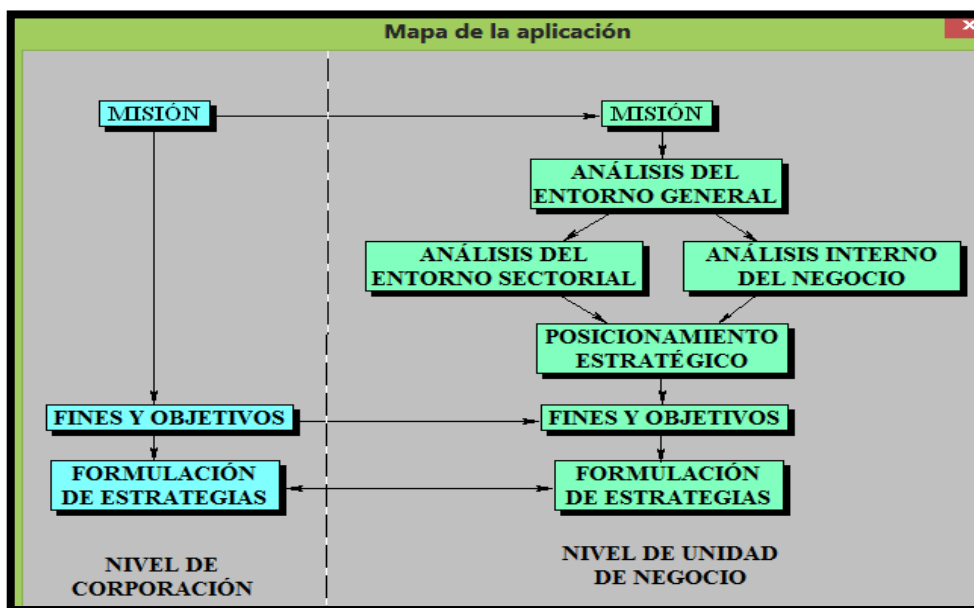 Mapa de la aplicación
MISIÓN
MISIÓN
ANÁLISIS DEL
ENTORNO GENERAL
ANÁLISIS DEL
ENTORNO SECTORIAL
ANÁLISIS INTERNO
DEL NEGOCIO
POSICIONAMIENTO
ESTRATÉGICO
FINES Y OBJETIVOS
FINES Y OBJETIVOS
FORMULACIÓN
DE ESTRATEGIAS
FORMULACIÓN
DE ESTRATEGIAS
NIVEL DE
CORPORACIÓN
NIVEL DE UNIDAD
DE NEGOCIO